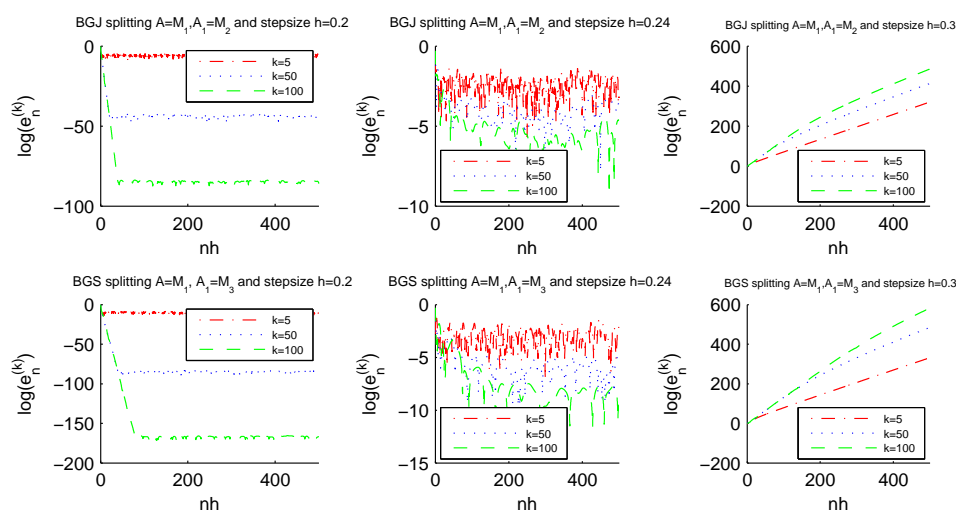 BGJ splitting A=M₁,A₁=M₂ and stepsize h=0.2
0
−50
−100
log(eₙ⁽ᵏ⁾)
k=5
k=50
k=100
0
200
400
nh
BGJ splitting A=M₁,A₁=M₂ and stepsize h=0.24
0
−5
−10
log(eₙ⁽ᵏ⁾)
k=5
k=50
k=100
0
200
400
nh
BGJ splitting A=M₁,A₁=M₂ and stepsize h=0.3
600
400
200
0
−200
log(eₙ⁽ᵏ⁾)
k=5
k=50
k=100
0
200
400
nh
BGS splitting A=M₁, A₁=M₃ and stepsize h=0.2
0
−50
−100
−150
−200
log(eₙ⁽ᵏ⁾)
k=5
k=50
k=100
0
200
400
nh
BGS splitting A=M₁,A₁=M₃ and stepsize h=0.24
0
−5
−10
−15
log(eₙ⁽ᵏ⁾)
k=5
k=50
k=100
0
200
400
nh
BGS splitting A=M₁,A₁=M₃ and stepsize h=0.3
600
400
200
0
−200
log(eₙ⁽ᵏ⁾)
k=5
k=50
k=100
0
200
400
nh